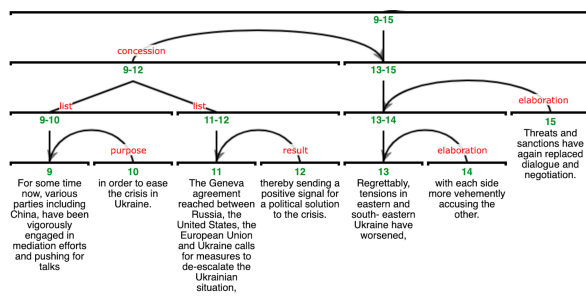 9-15
concession
9-12
13-15
list
list
elaboration
9-10
11-12
13-14
15
Threats and
sanctions have
again replaced
dialogue and
negotiation.
purpose
result
elaboration
9
10
11
12
13
14
For some time
now, various
parties including
China, have been
vigorously
engaged in
mediation efforts
and pushing for
talks
in order to ease
the crisis in
Ukraine.
The Geneva
agreement
reached between
Russia, the
United States, the
European Union
and Ukraine calls
for measures to
de-escalate the
Ukrainian
situation,
thereby sending a
positive signal for
a political solution
to the crisis.
Regrettably,
tensions in
eastern and
south- eastern
Ukraine have
worsened,
with each side
more vehemently
accusing the
other.